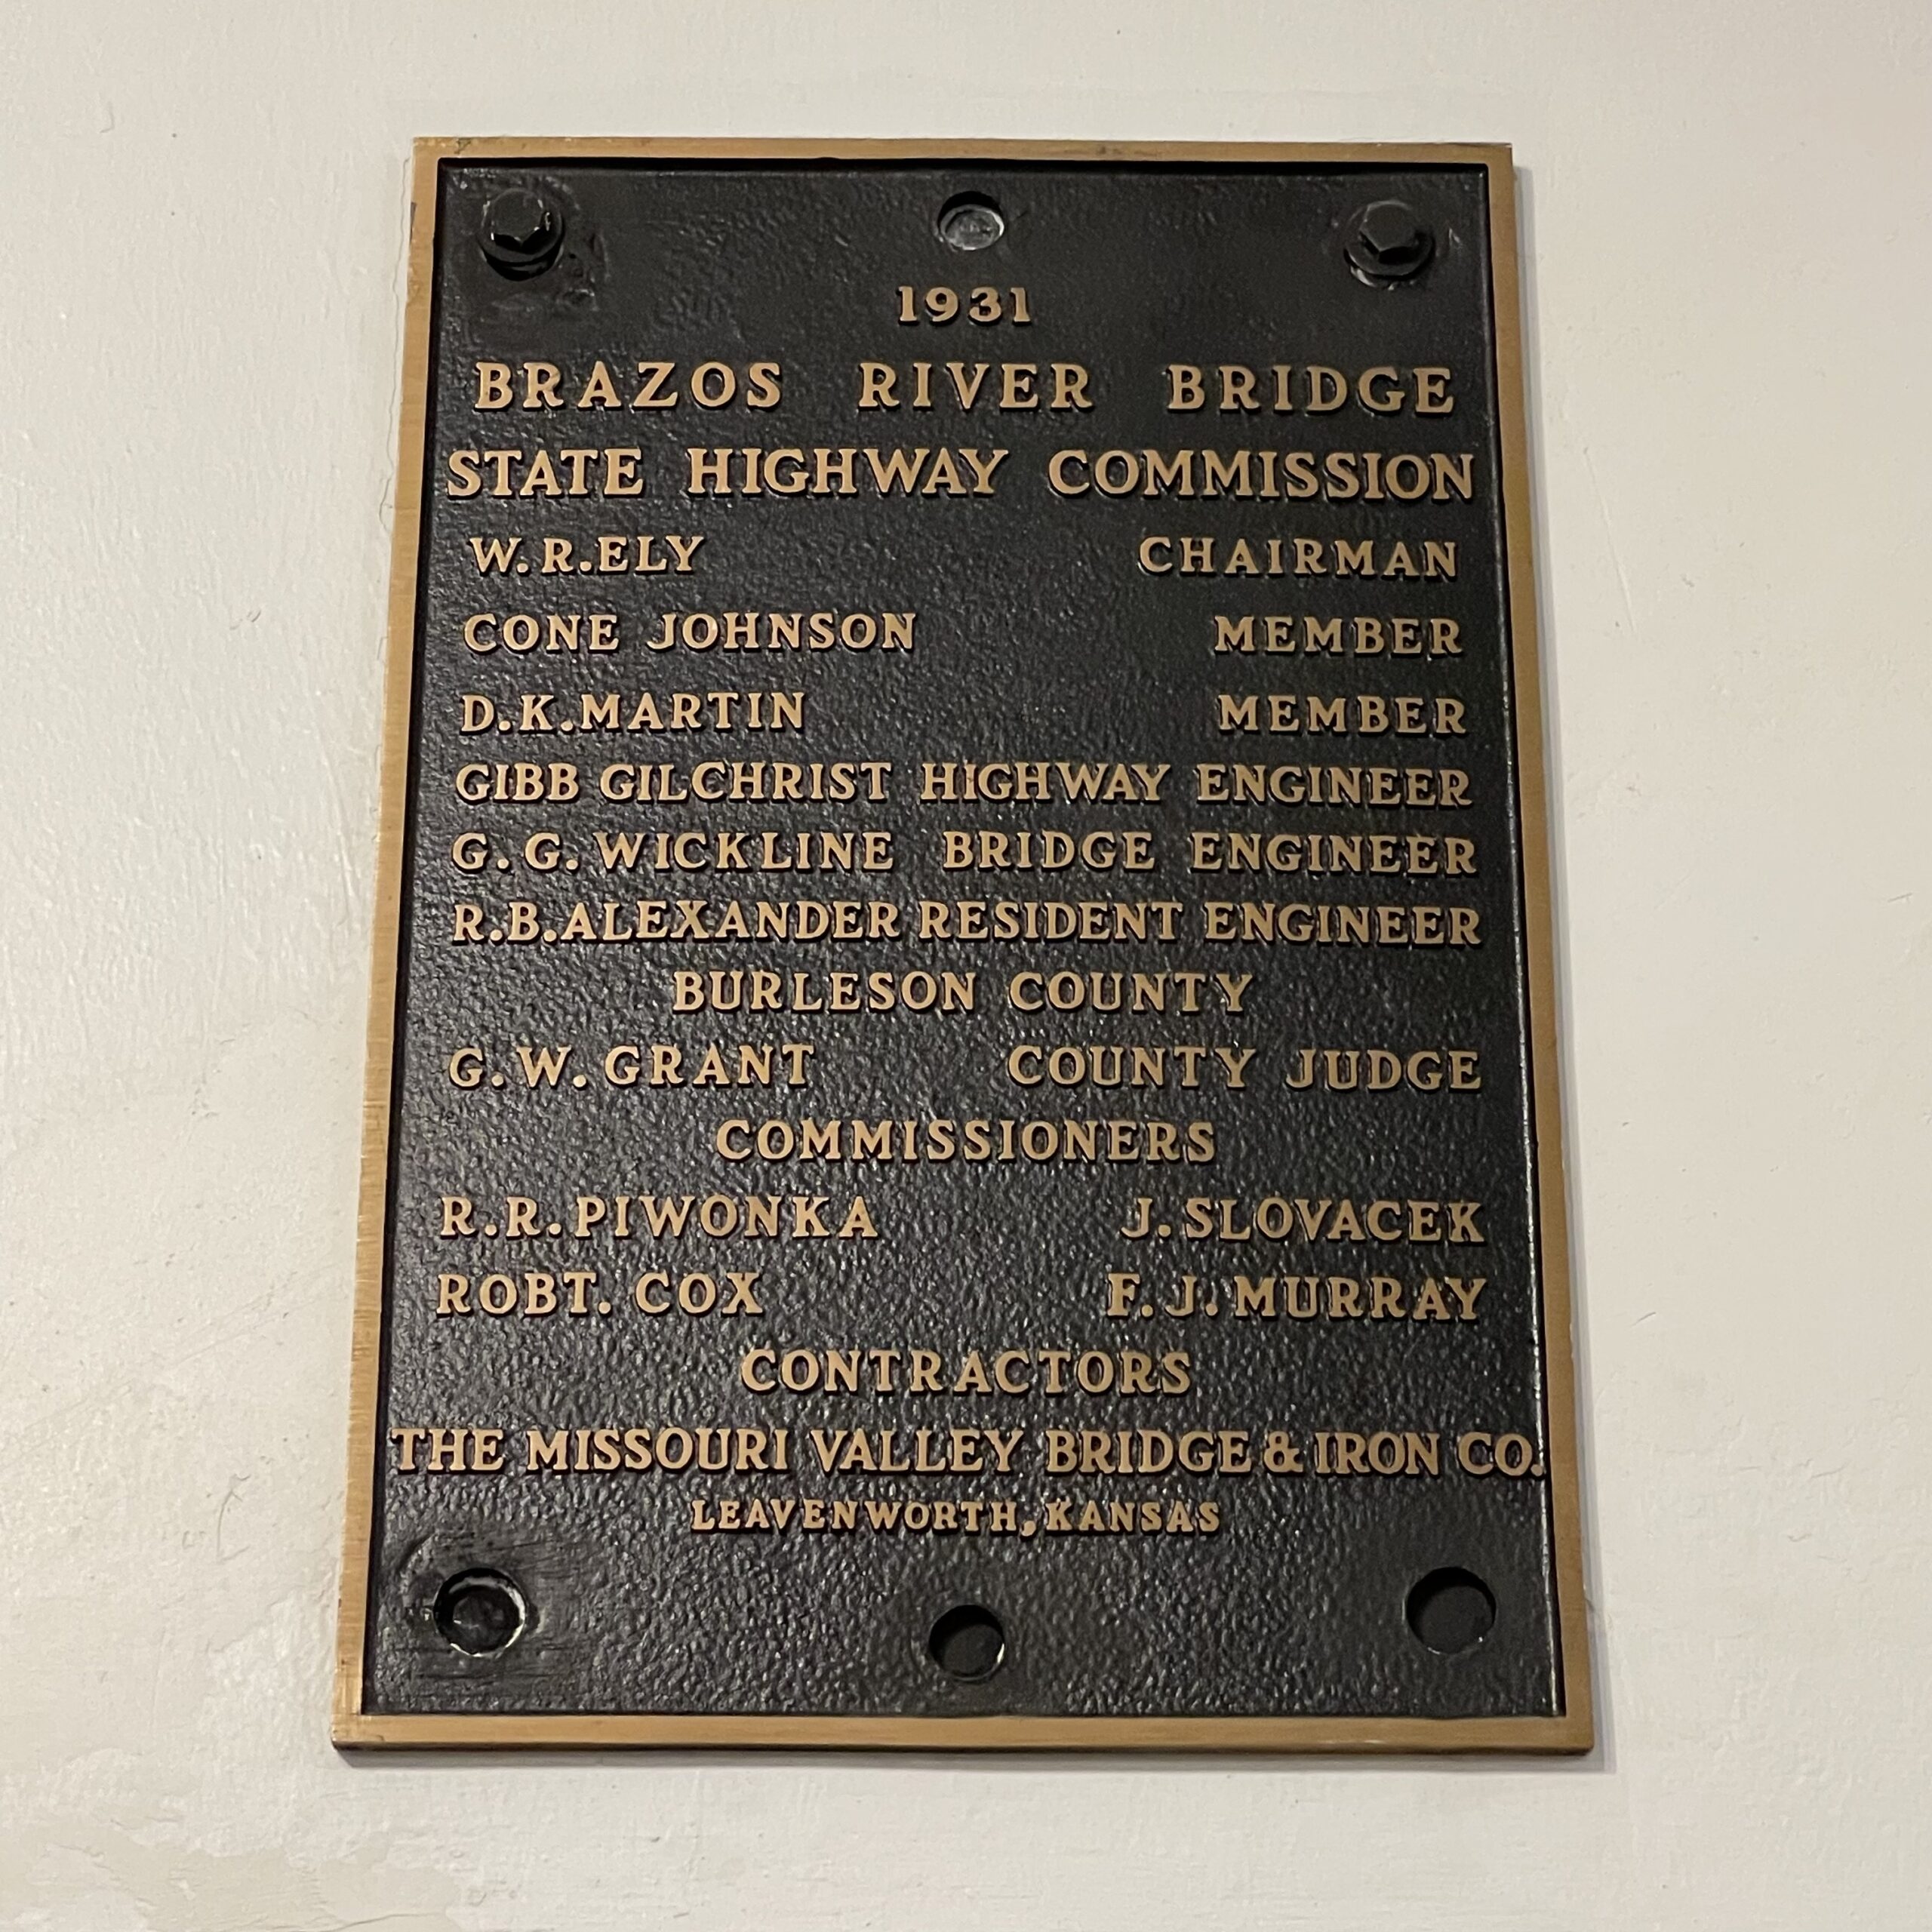 1931
BRAZOS RIVER BRIDGE
STATE HIGHWAY COMMISSION
W. R. ELY CHAIRMAN
CONE JOHNSON MEMBER
D. K. MARTIN MEMBER
GIBB GILCHRIST HIGHWAY ENGINEER
G. G. WICKLINE BRIDGE ENGINEER
R. B. ALEXANDER RESIDENT ENGINEER
BURLESON COUNTY
G. W. GRANT COUNTY JUDGE
COMMISSIONERS
R. R. PIWONKA J. SLOVACEK
ROBT. COX F. J. MURRAY
CONTRACTORS
THE MISSOURI VALLEY BRIDGE & IRON CO.
LEAVENWORTH, KANSAS